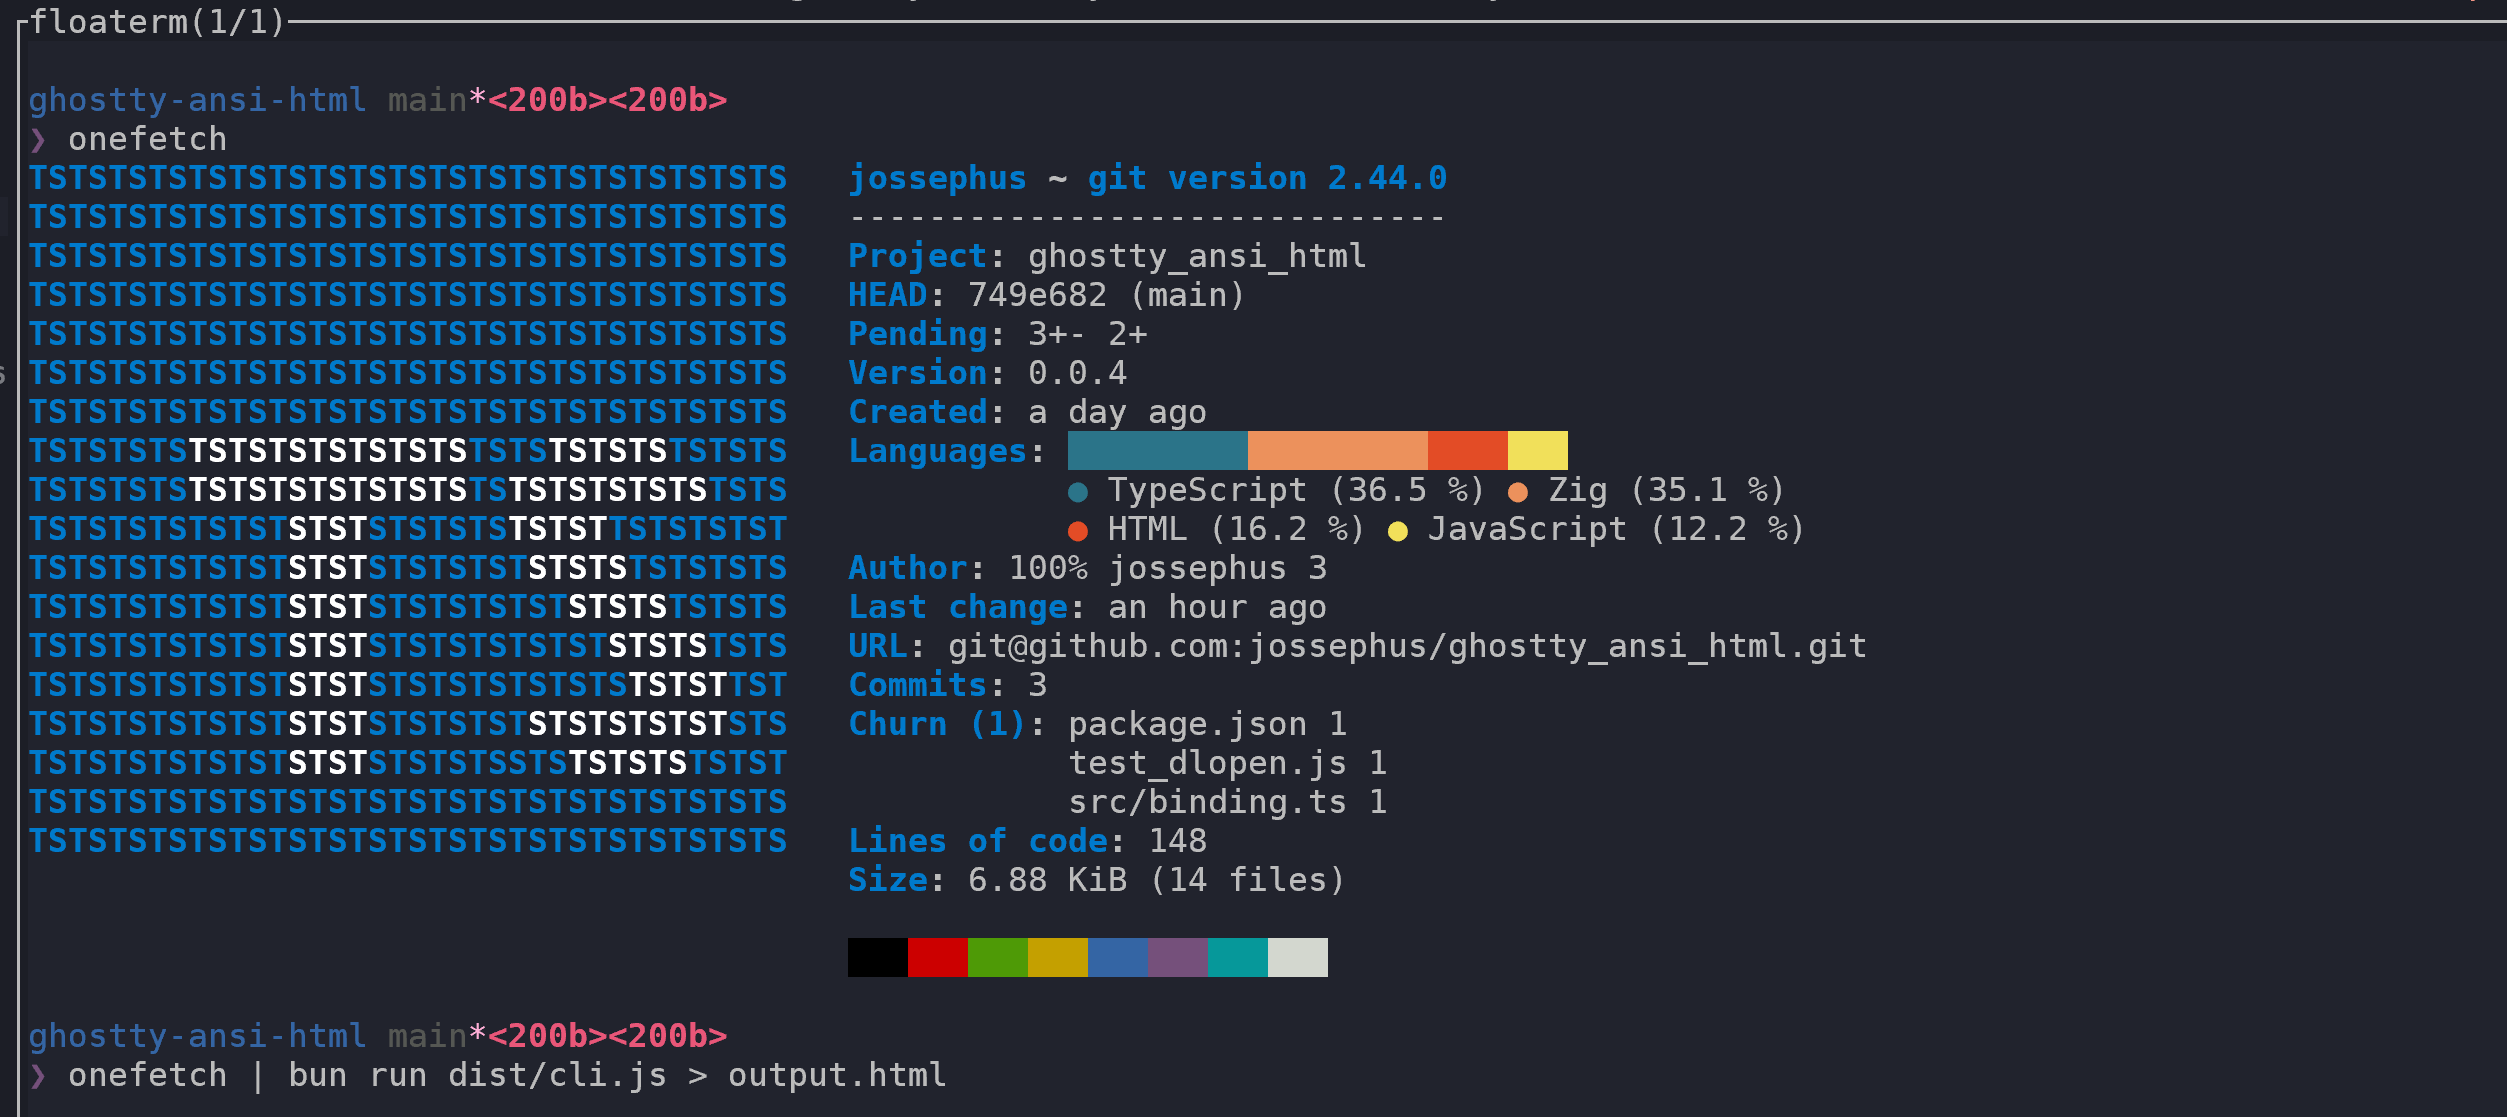 floaterm(1/1)
ghostty-ansi-html main*<200b><200b>
❯ onefetch
TSTSTSTSTSTSTSTSTSTSTSTSTSTSTSTSTSTSTS jossephus ~ git version 2.44.0
TSTSTSTSTSTSTSTSTSTSTSTSTSTSTSTSTSTSTS ------------------------------
TSTSTSTSTSTSTSTSTSTSTSTSTSTSTSTSTSTSTS Project: ghostty_ansi_html
TSTSTSTSTSTSTSTSTSTSTSTSTSTSTSTSTSTSTS HEAD: 749e682 (main)
TSTSTSTSTSTSTSTSTSTSTSTSTSTSTSTSTSTSTS Pending: 3+- 2+
TSTSTSTSTSTSTSTSTSTSTSTSTSTSTSTSTSTSTS Version: 0.0.4
TSTSTSTSTSTSTSTSTSTSTSTSTSTSTSTSTSTSTS Created: a day ago
TSTSTSTSTSTSTSTSTSTSTSTSTSTSTSTSTSTSTS Languages:
TSTSTSTSTSTSTSTSTSTSTSTSTSTSTSTSTSTSTS ● TypeScript (36.5 %) ● Zig (35.1 %)
TSTSTSTSTSTSTSTSTSTSTSTSTSTSTTSTSTSTST ● HTML (16.2 %) ● JavaScript (12.2 %)
TSTSTSTSTSTSTSTSTSTSTSTSTSTSTSTSTSTSTS Author: 100% jossephus 3
TSTSTSTSTSTSTSTSTSTSTSTSTSTSTSTSTSTSTS Last change: an hour ago
TSTSTSTSTSTSTSTSTSTSTSTSTSTSTSTSTSTSTS URL: git@github.com:jossephus/ghostty_ansi_html.git
TSTSTSTSTSTSTSTSTSTSTSTSTSTSTSTSTSTTST Commits: 3
TSTSTSTSTSTSTSTSTSTSTSTSTSTSTSTSTSTSTS Churn (1): package.json 1
TSTSTSTSTSTSTSTSTSTSTSTSSTSTSTSTSTSTST test_dlopen.js 1
TSTSTSTSTSTSTSTSTSTSTSTSTSTSTSTSTSTSTS src/binding.ts 1
TSTSTSTSTSTSTSTSTSTSTSTSTSTSTSTSTSTSTS Lines of code: 148
Size: 6.88 KiB (14 files)
ghostty-ansi-html main*<200b><200b>
❯ onefetch | bun run dist/cli.js > output.html